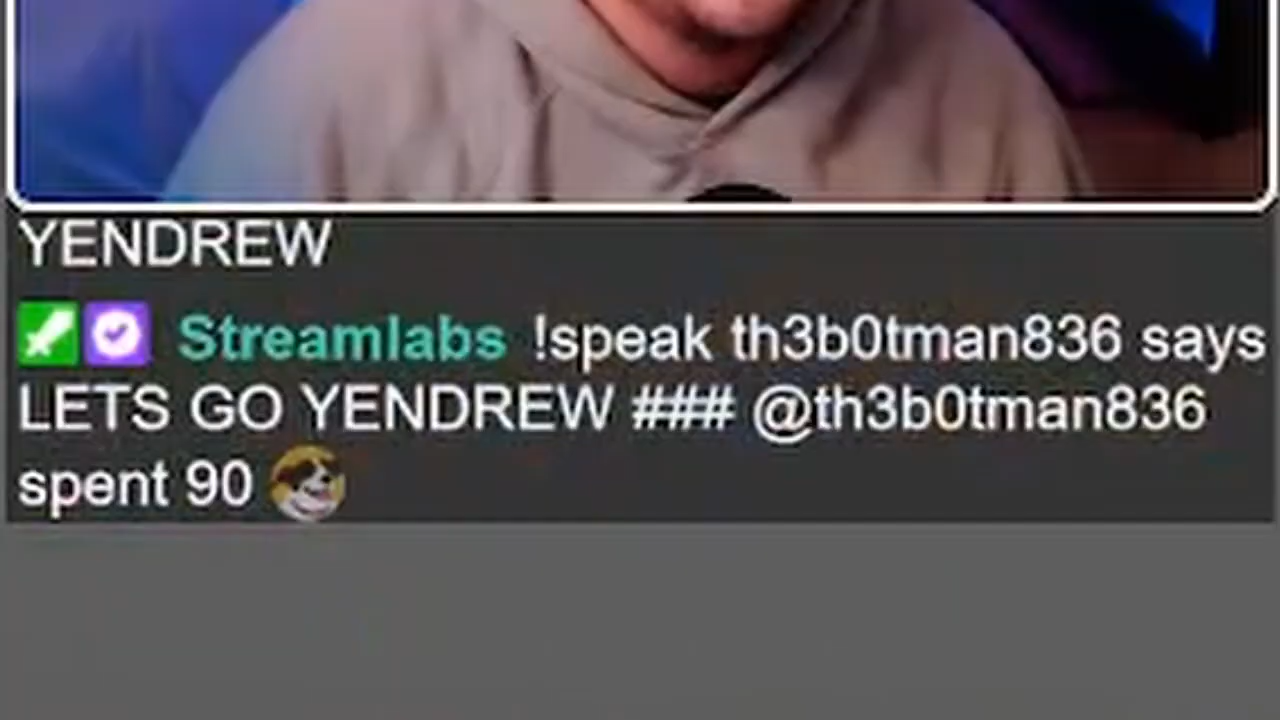 YENDREW
Streamlabs !speak th3b0tman836 says
LETS GO YENDREW ### @th3b0tman836
spent 90